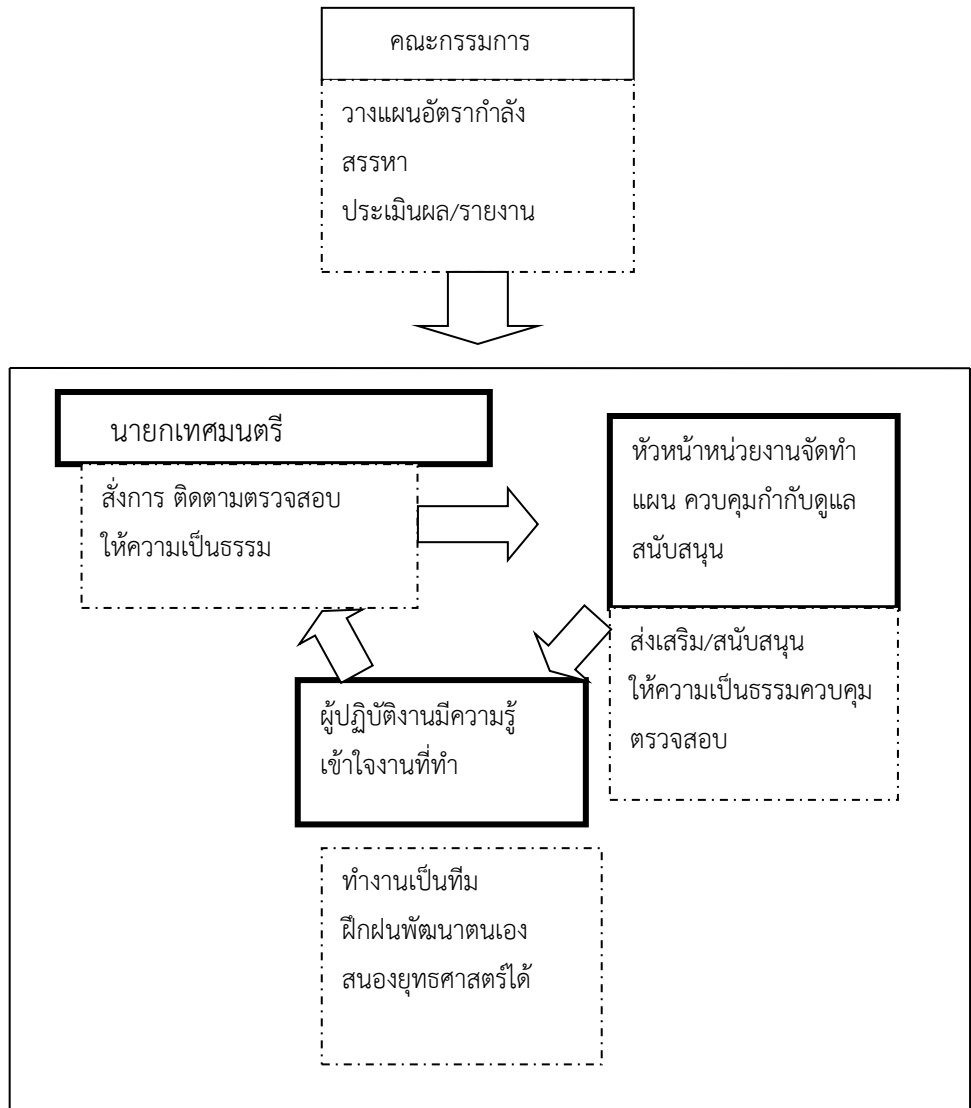 คณะกรรมการ
วางแผนอัตรากำลัง
สรรหา
ประเมินผล/รายงาน
นายกเทศมนตรี
สั่งการ ติดตามตรวจสอบ
ให้ความเป็นธรรม
หัวหน้าหน่วยงานจัดทำ
แผน ควบคุมกำกับดูแล
สนับสนุน
ส่งเสริม/สนับสนุน
ให้ความเป็นธรรมควบคุม
ตรวจสอบ
ผู้ปฏิบัติงานมีความรู้
เข้าใจงานที่ทำ
ทำงานเป็นทีม
ฝึกฝนพัฒนาตนเอง
สนองยุทธศาสตร์ได้